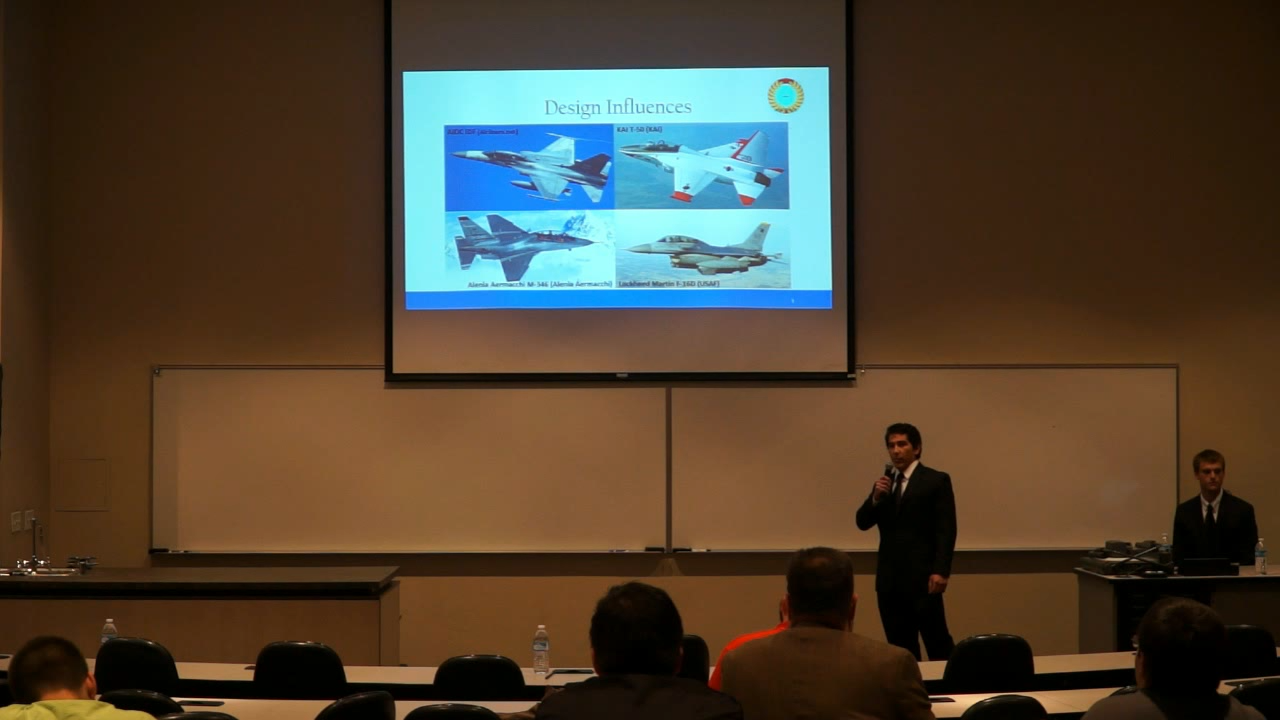 Design Influences
KAI T-50 (KAI)
Alenia Aermacchi M-346 (Alenia Aermacchi)
Lockheed Martin F-16D (USAF)